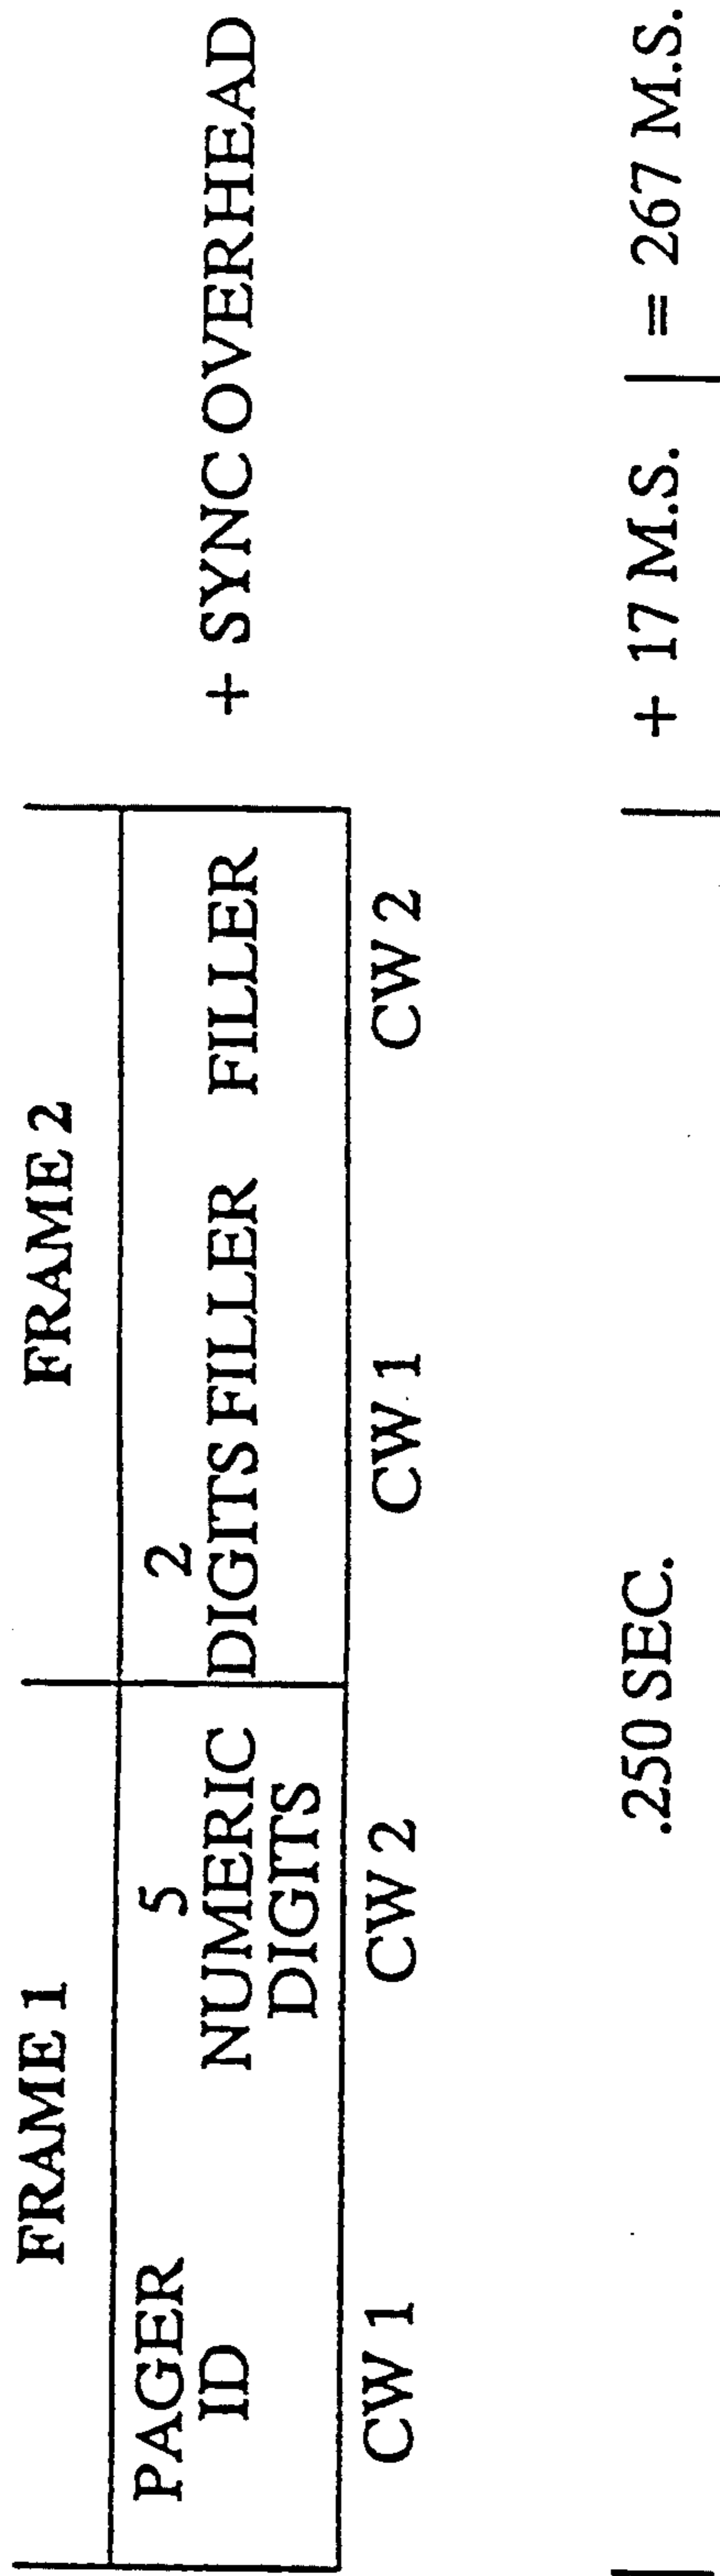 FRAME 1 FRAME 2
PAGER ID 5 NUMERIC DIGITS 2 DIGITS FILLER FILLER + SYNC OVERHEAD
CW 1 CW 2 CW 1 CW 2
.250 SEC. + 17 M.S. = 267 M.S.